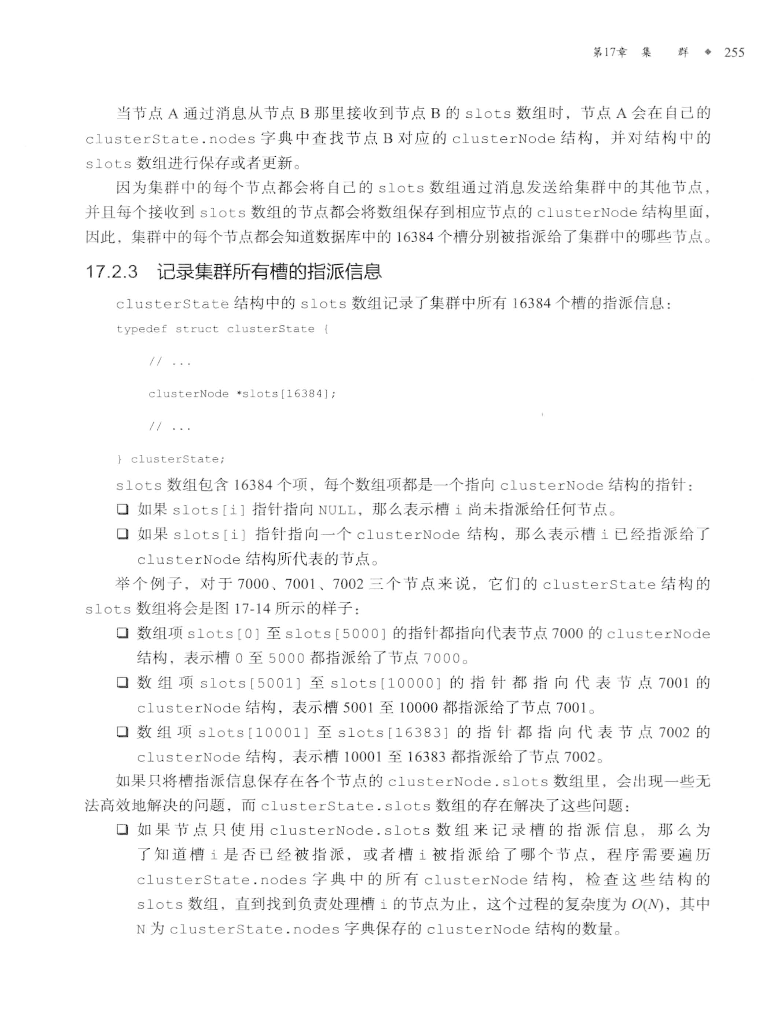 第17章 集 群 ◆ 255
当节点 A 通过消息从节点 B 那里接收到节点 B 的 slots 数组时，节点 A 会在自己的
clusterState.nodes 字典中查找节点 B 对应的 clusterNode 结构，并对结构中的
slots 数组进行保存或者更新。
因为集群中的每个节点都会将自己的 slots 数组通过消息发送给集群中的其他节点，
并且每个接收到 slots 数组的节点都会将数组保存到相应节点的 clusterNode 结构里面，
因此，集群中的每个节点都会知道数据库中的 16384 个槽分别被指派给了集群中的哪些节点。
17.2.3 记录集群所有槽的指派信息
clusterState 结构中的 slots 数组记录了集群中所有 16384 个槽的指派信息：
typedef struct clusterState {
// ...
clusterNode *slots[16384];
// ...
} clusterState;
slots 数组包含 16384 个项，每个数组项都是一个指向 clusterNode 结构的指针：
❑ 如果 slots[i] 指针指向 NULL，那么表示槽 i 尚未指派给任何节点。
❑ 如果 slots[i] 指针指向一个 clusterNode 结构，那么表示槽 i 已经指派给了
clusterNode 结构所代表的节点。
举个例子，对于 7000、7001、7002 三个节点来说，它们的 clusterState 结构的
slots 数组将会是图 17-14 所示的样子：
❑ 数组项 slots[0] 至 slots[5000] 的指针都指向代表节点 7000 的 clusterNode
结构，表示槽 0 至 5000 都指派给了节点 7000。
❑ 数组项 slots[5001] 至 slots[10000] 的指针都指向代表节点 7001 的
clusterNode 结构，表示槽 5001 至 10000 都指派给了节点 7001。
❑ 数组项 slots[10001] 至 slots[16383] 的指针都指向代表节点 7002 的
clusterNode 结构，表示槽 10001 至 16383 都指派给了节点 7002。
如果只将槽指派信息保存在各个节点的 clusterNode.slots 数组里，会出现一些无
法高效地解决的问题，而 clusterState.slots 数组的存在解决了这些问题：
❑ 如果节点只使用 clusterNode.slots 数组来记录槽的指派信息，那么为
了知道槽 i 是否已经被指派，或者槽 i 被指派给了哪个节点，程序需要遍历
clusterState.nodes 字典中的所有 clusterNode 结构，检查这些结构的
slots 数组，直到找到负责处理槽 i 的节点为止，这个过程的复杂度为 O(N)，其中
N 为 clusterState.nodes 字典保存的 clusterNode 结构的数量。